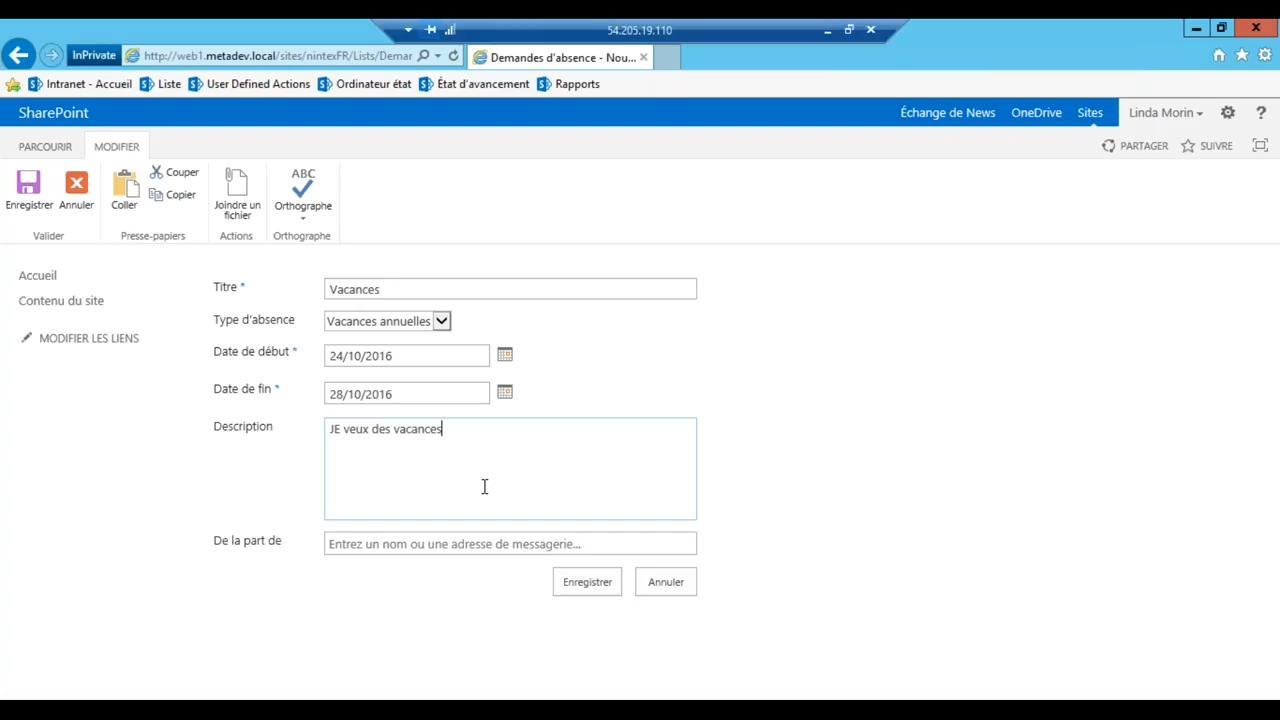 54.205.19.110
InPrivate
http://web1.metadev.local/sites/nintexFR/Lists/Demar
Demandes d'absence - Nou...
Intranet - Accueil
Liste
User Defined Actions
Ordinateur état
État d'avancement
Rapports
SharePoint
Échange de News
OneDrive
Sites
Linda Morin
?
PARCOURIR
MODIFIER
PARTAGER
SUIVRE
Enregistrer
Annuler
Coller
Couper
Copier
Joindre un
fichier
ABC
Orthographe
Valider
Presse-papiers
Actions
Orthographe
Accueil
Contenu du site
MODIFIER LES LIENS
Titre *
Vacances
Type d'absence
Vacances annuelles
Date de début *
24/10/2016
Date de fin *
28/10/2016
Description
JE veux des vacances
De la part de
Entrez un nom ou une adresse de messagerie...
Enregistrer
Annuler